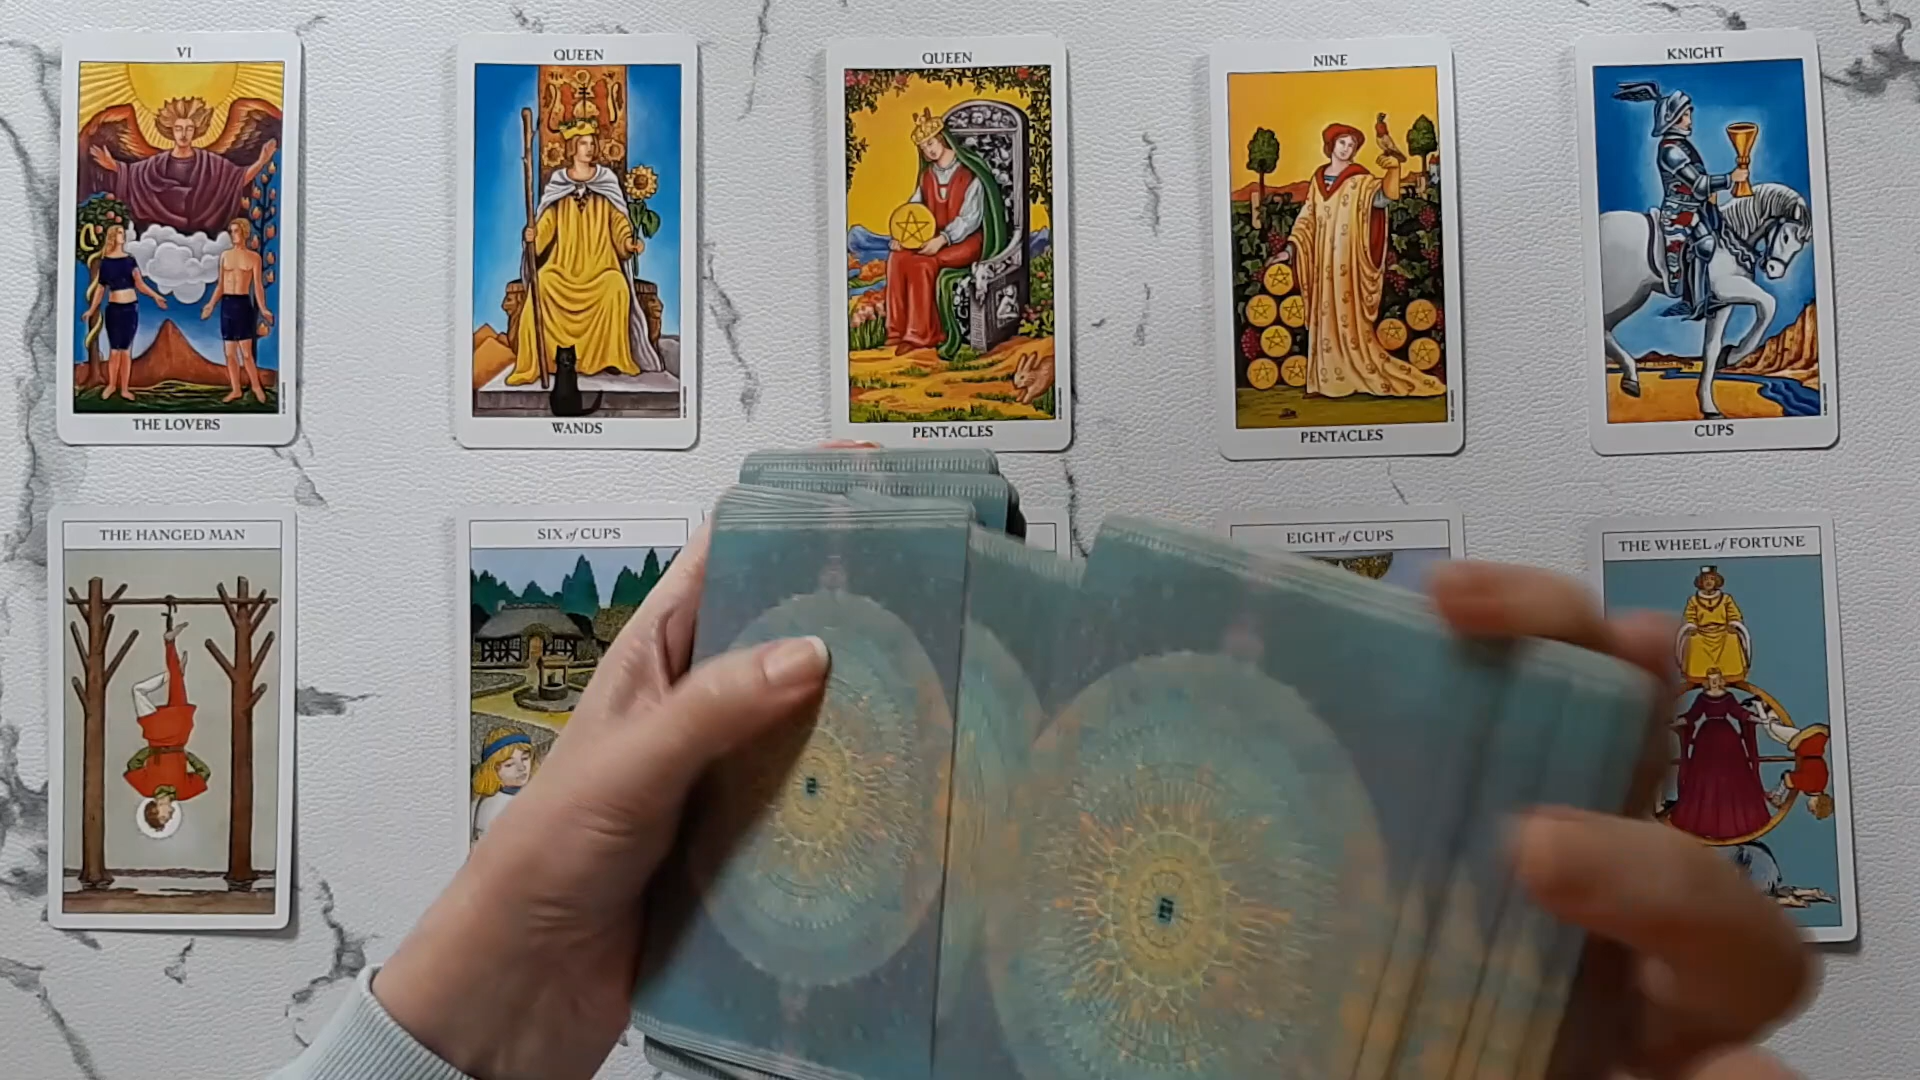 VI
THE LOVERS
QUEEN
WANDS
QUEEN
PENTACLES
NINE
PENTACLES
KNIGHT
CUPS
THE HANGED MAN
SIX of CUPS
EIGHT of CUPS
THE WHEEL of FORTUNE